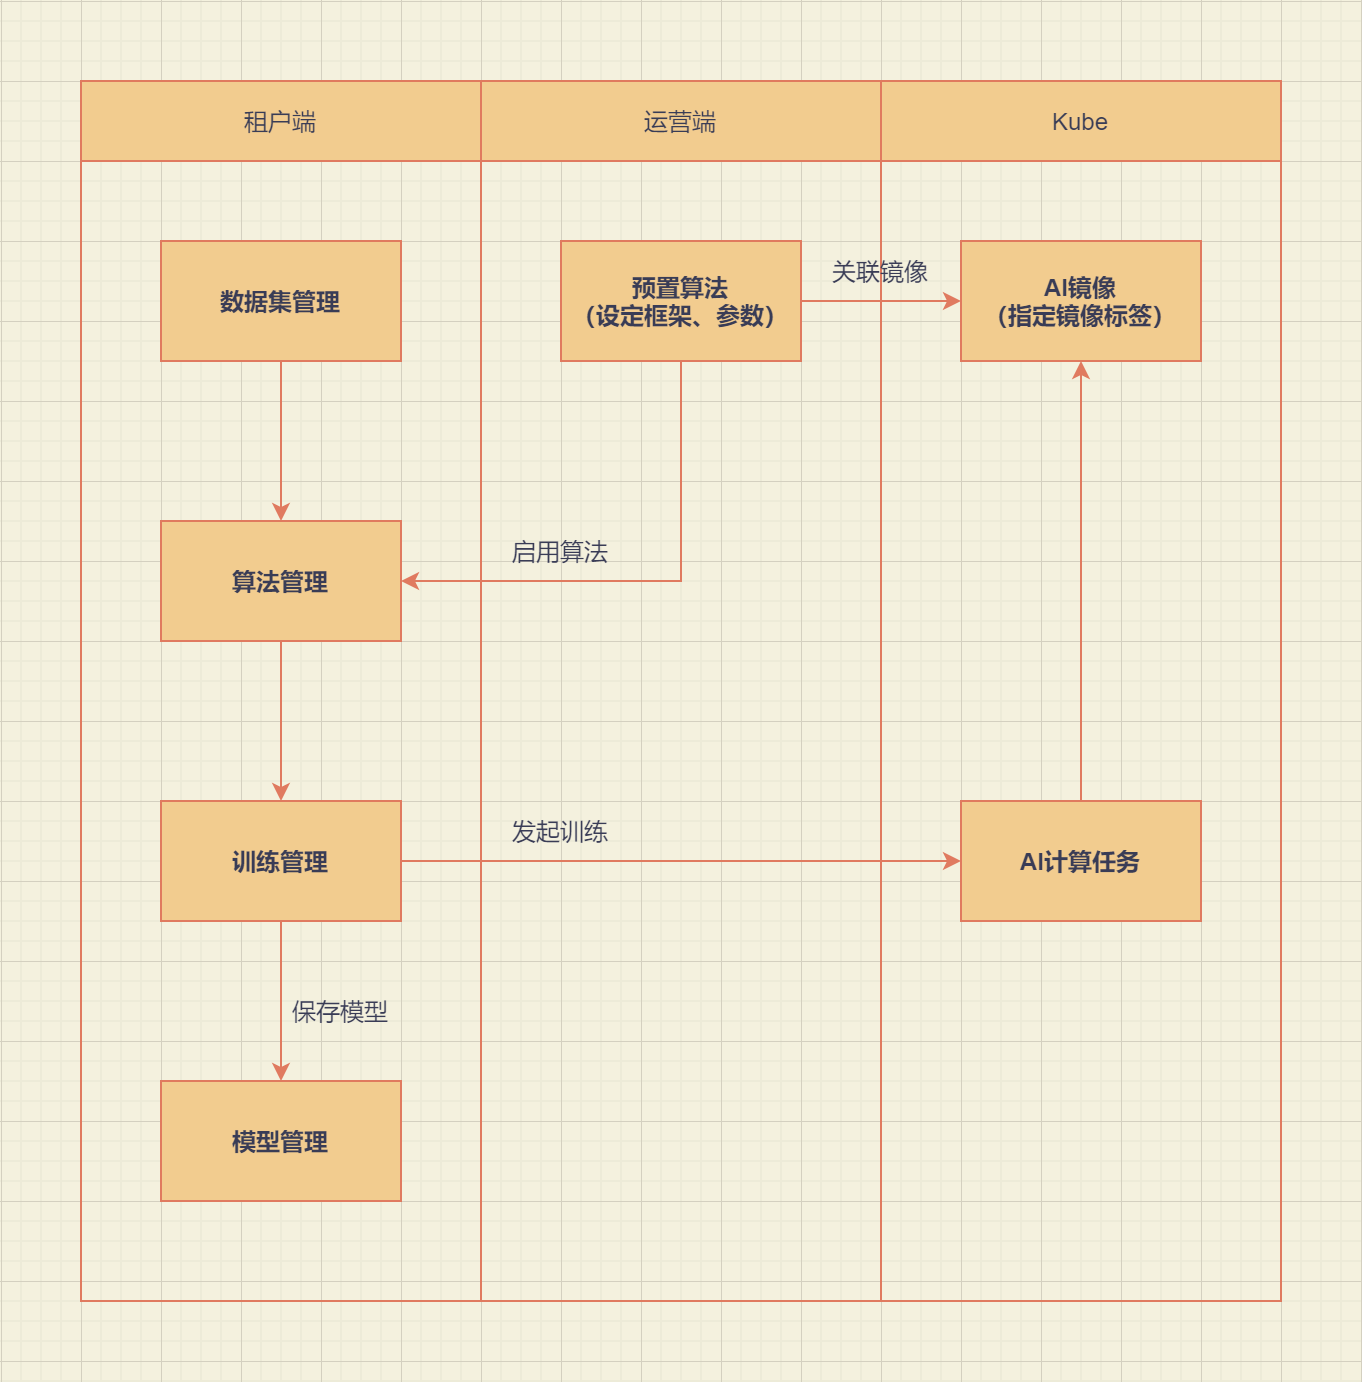 租户端
运营端
Kube
数据集管理
预置算法
（设定框架、参数）
关联镜像
AI镜像
（指定镜像标签）
启用算法
算法管理
发起训练
训练管理
AI计算任务
保存模型
模型管理